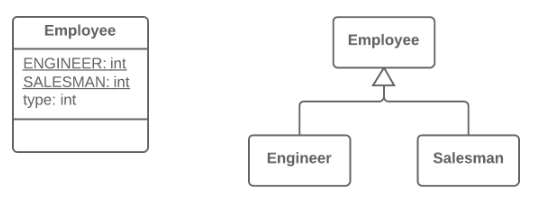 Employee
ENGINEER: int
SALESMAN: int
type: int
Employee
Engineer
Salesman